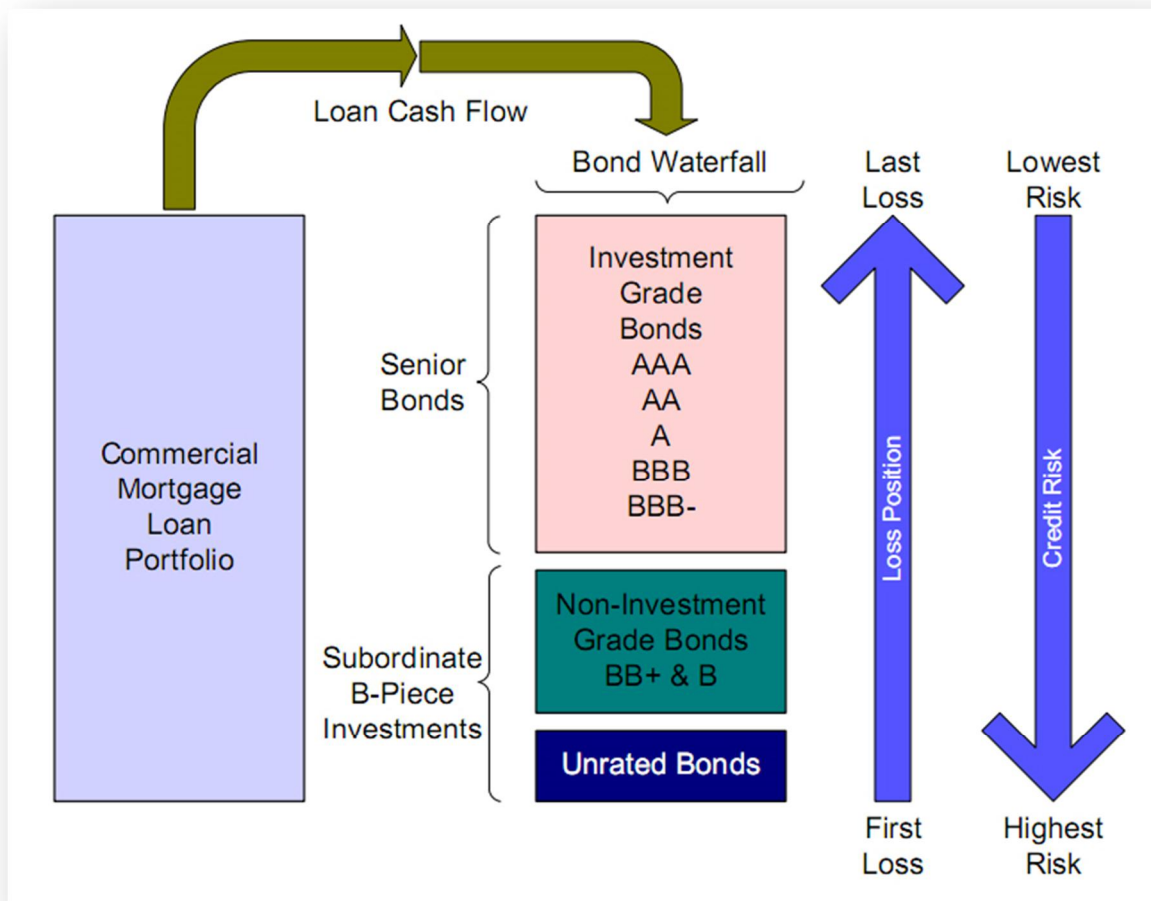 Loan Cash Flow
Bond Waterfall
Last
Loss
Lowest
Risk
Investment
Grade
Bonds
AAA
AA
A
BBB
BBB-
Senior
Bonds
Commercial
Mortgage
Loan
Portfolio
Loss Position
Credit Risk
Non-Investment
Grade Bonds
BB+ & B
Subordinate
B-Piece
Investments
Unrated Bonds
First
Loss
Highest
Risk